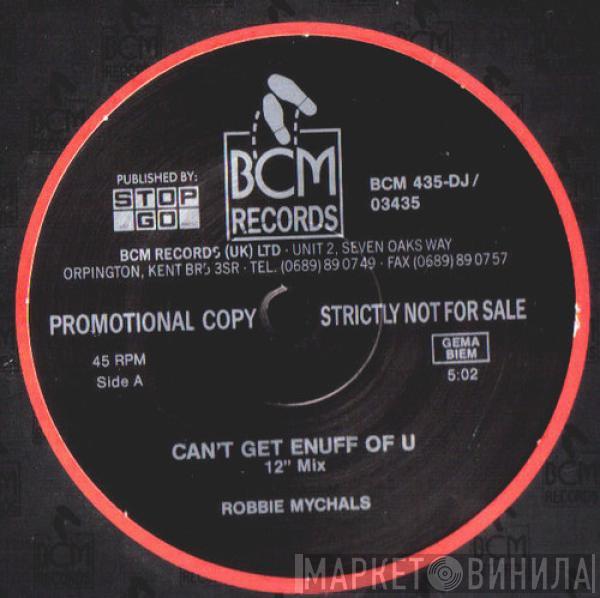 BCM
RECORDS
PUBLISHED BY:
STOP
GO
BCM 435-DJ/
03435
BCM RECORDS (UK) LTD · UNIT 2, SEVEN OAKS WAY
ORPINGTON, KENT BR5 3SR · TEL. (0689) 89 07 49 · FAX (0689) 89 07 57
PROMOTIONAL COPY
STRICTLY NOT FOR SALE
45 RPM
Side A
GEMA
BIEM
5:02
CAN'T GET ENUFF OF U
12" Mix
ROBBIE MYCHALS
МАРКЕТ ВИНИЛА